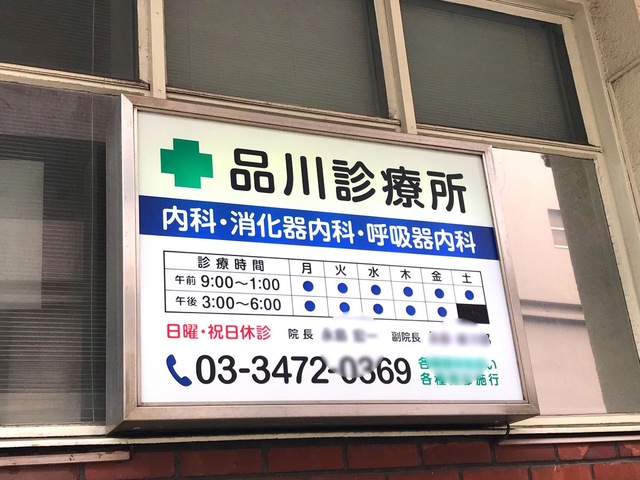 品川診療所
内科・消化器内科・呼吸器内科
診療時間 月 火 水 木 金 土
午前 9:00〜1:00 ● ● ● ● ● ●
午後 3:00〜6:00 ● ● ● ● ●
日曜・祝日休診 院長 副院長
03-3472-0369
各種 施行